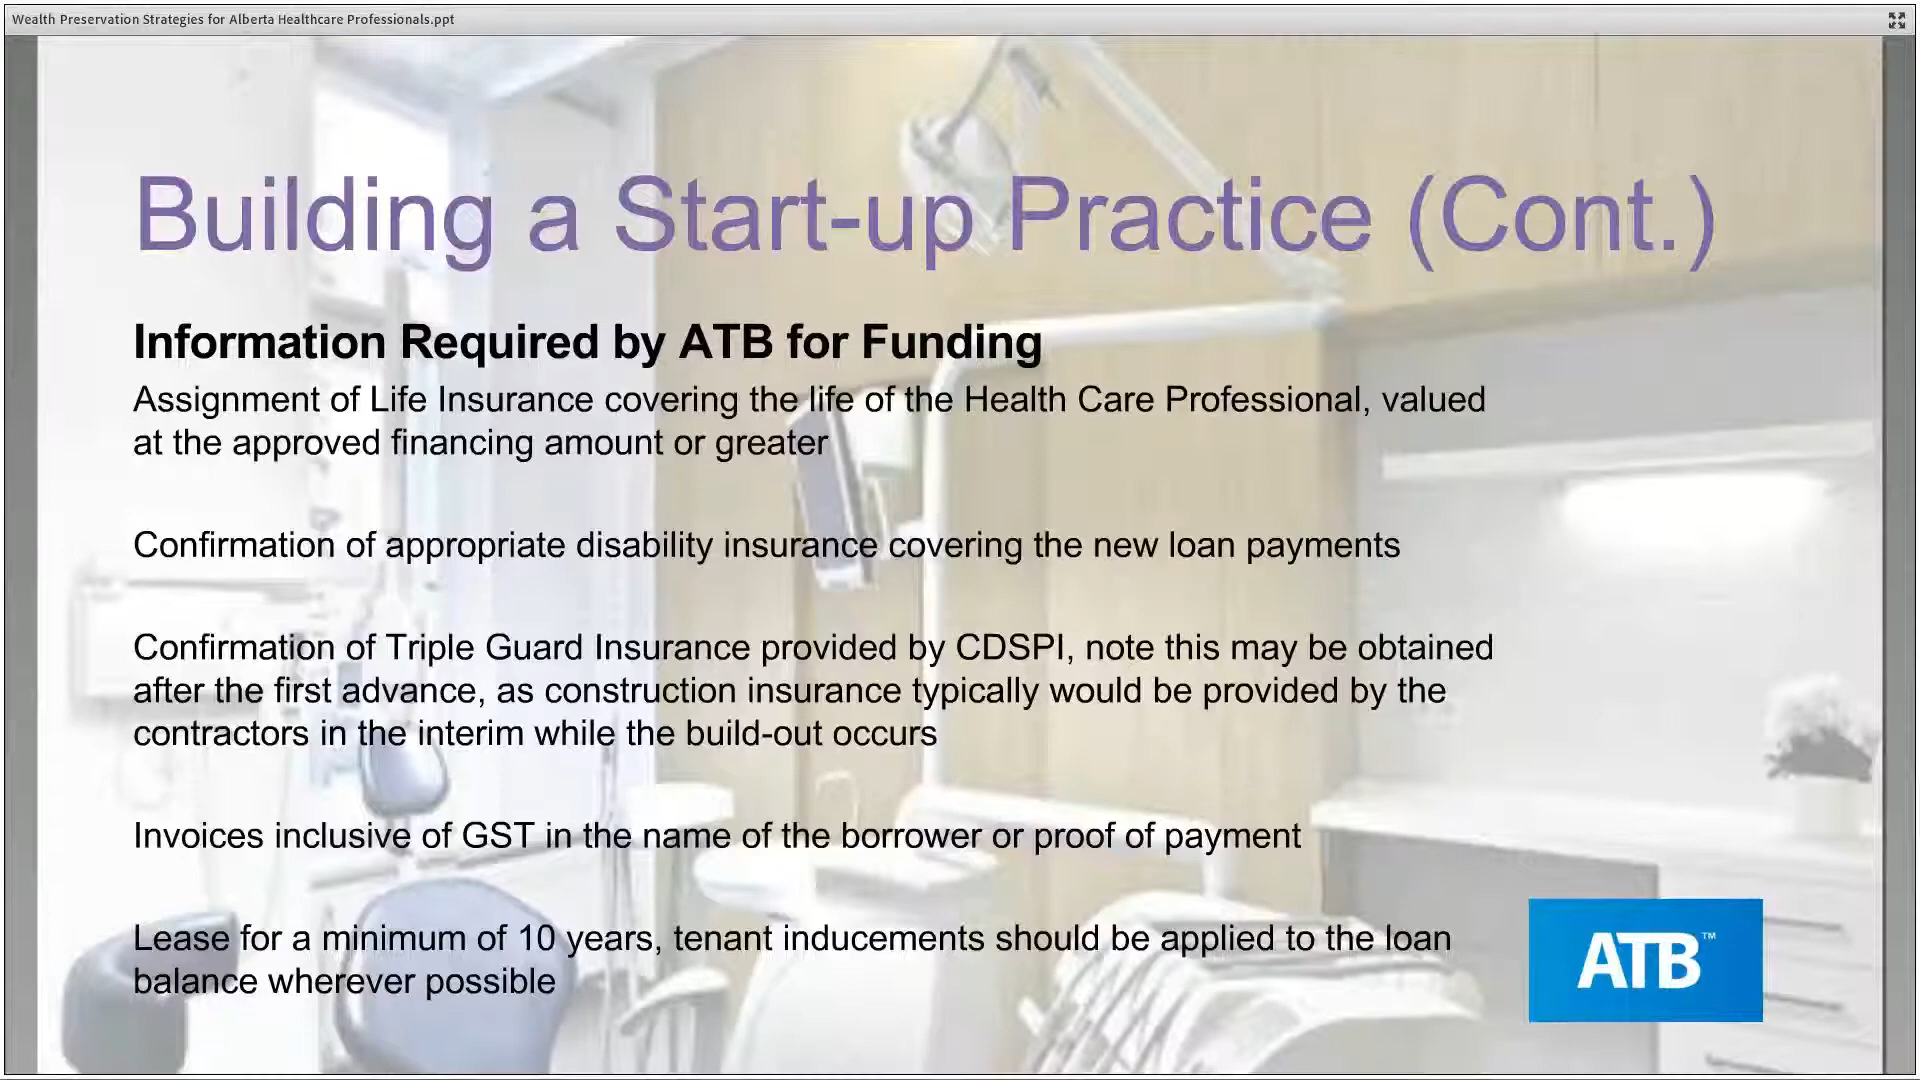 Wealth Preservation Strategies for Alberta Healthcare Professionals.ppt
Building a Start-up Practice (Cont.)
Information Required by ATB for Funding
Assignment of Life Insurance covering the life of the Health Care Professional, valued
at the approved financing amount or greater
Confirmation of appropriate disability insurance covering the new loan payments
Confirmation of Triple Guard Insurance provided by CDSPI, note this may be obtained
after the first advance, as construction insurance typically would be provided by the
contractors in the interim while the build-out occurs
Invoices inclusive of GST in the name of the borrower or proof of payment
Lease for a minimum of 10 years, tenant inducements should be applied to the loan
balance wherever possible
ATB™